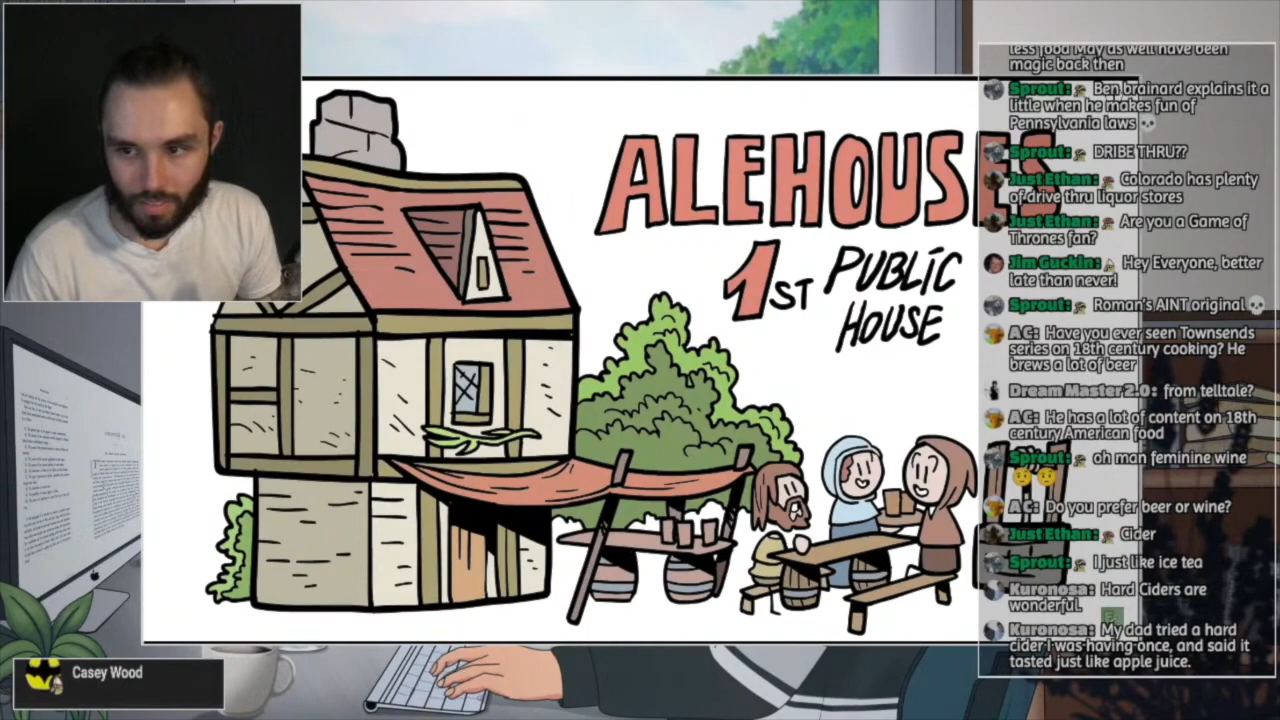 ALEHOUSES
1ST PUBLIC
HOUSE
less food May as well have been
magic back then
Sprout: Ben brainard explains it a
little when he makes fun of
Pennsylvania laws 💀
Sprout: DRIBE THRU??
Just Ethan: Colorado has plenty
of drive thru liquor stores
Just Ethan: Are you a Game of
Thrones fan?
Jim Guckin: Hey Everyone, better
late than never!
Sprout: Roman's AINT original 💀
AC: Have you ever seen Townsends
series on 18th century cooking? He
brews a lot of beer
Dream Master 2.0: from telltale?
AC: He has a lot of content on 18th
century American food
Sprout: oh man feminine wine
🤨🤨
AC: Do you prefer beer or wine?
Just Ethan: Cider
Sprout: I just like ice tea
Kuronosa: Hard Ciders are
wonderful.
Kuronosa: My dad tried a hard
cider I was having once, and said it
tasted just like apple juice.
Casey Wood